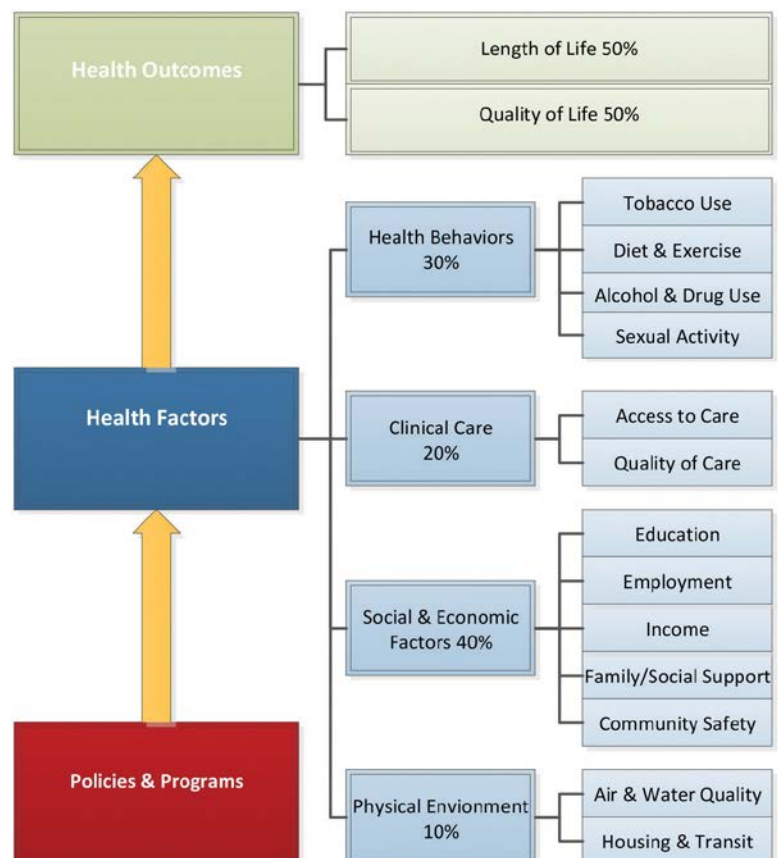 Health Outcomes
Length of Life 50%
Quality of Life 50%
Health Behaviors
30%
Tobacco Use
Diet & Exercise
Alcohol & Drug Use
Sexual Activity
Health Factors
Clinical Care
20%
Access to Care
Quality of Care
Social & Economic
Factors 40%
Education
Employment
Income
Family/Social Support
Community Safety
Policies & Programs
Physical Envionment
10%
Air & Water Quality
Housing & Transit